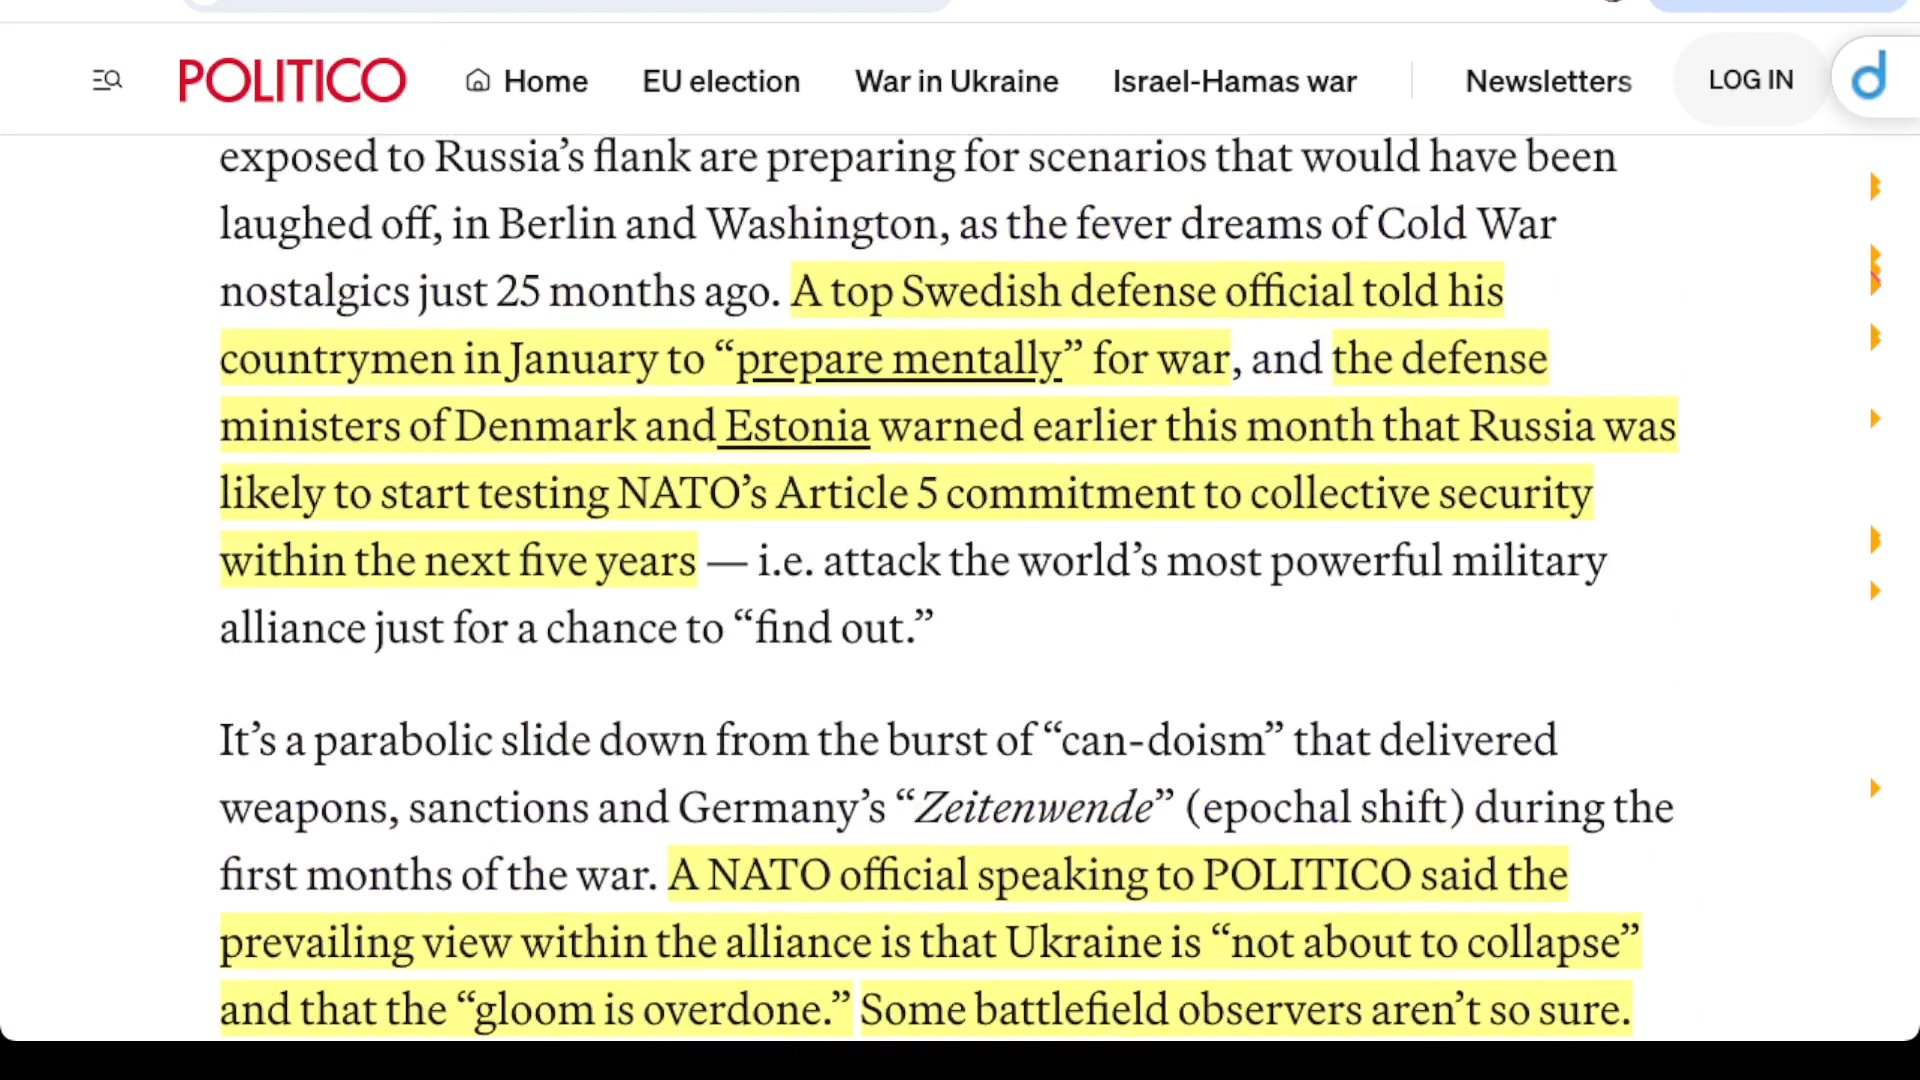 POLITICO
Home
EU election
War in Ukraine
Israel-Hamas war
Newsletters
LOG IN
exposed to Russia’s flank are preparing for scenarios that would have been
laughed off, in Berlin and Washington, as the fever dreams of Cold War
nostalgics just 25 months ago. A top Swedish defense official told his
countrymen in January to “prepare mentally” for war, and the defense
ministers of Denmark and Estonia warned earlier this month that Russia was
likely to start testing NATO’s Article 5 commitment to collective security
within the next five years — i.e. attack the world’s most powerful military
alliance just for a chance to “find out.”
It’s a parabolic slide down from the burst of “can-doism” that delivered
weapons, sanctions and Germany’s “Zeitenwende” (epochal shift) during the
first months of the war. A NATO official speaking to POLITICO said the
prevailing view within the alliance is that Ukraine is “not about to collapse”
and that the “gloom is overdone.” Some battlefield observers aren’t so sure.